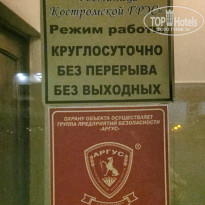 Top Hotels
Костромской ГРЭС
Режим работы
КРУГЛОСУТОЧНО
БЕЗ ПЕРЕРЫВА
БЕЗ ВЫХОДНЫХ
ОХРАНУ ОБЪЕКТА ОСУЩЕСТВЛЯЕТ
ГРУППА ПРЕДПРИЯТИЙ БЕЗОПАСНОСТИ
«АРГУС»
АРГУС